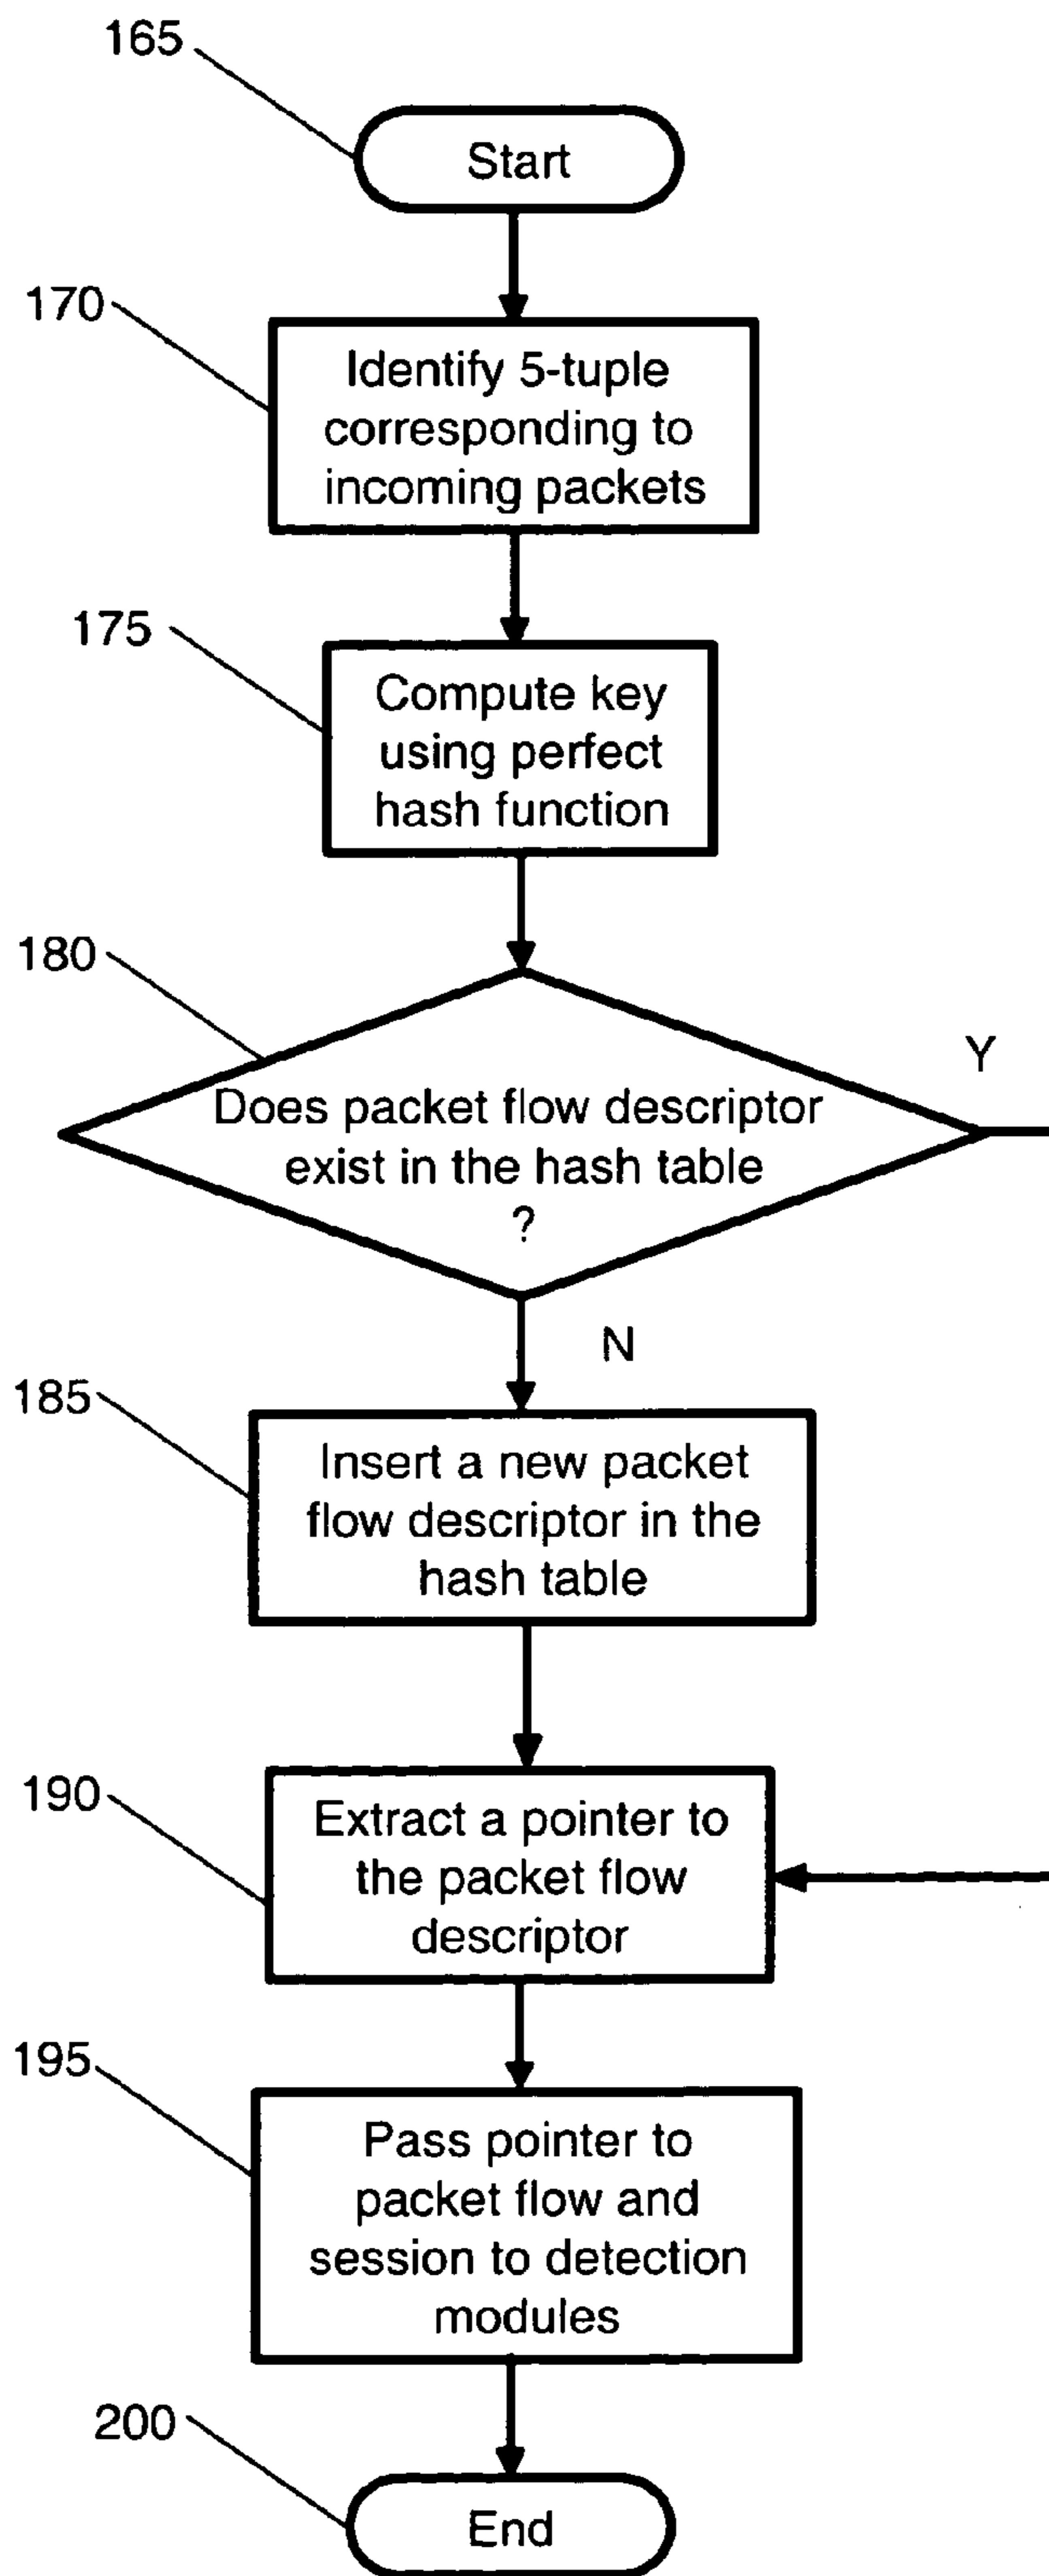 165
Start
170
Identify 5-tuple
corresponding to
incoming packets
175
Compute key
using perfect
hash function
180
Y
Does packet flow descriptor
exist in the hash table
?
N
185
Insert a new packet
flow descriptor in the
hash table
190
Extract a pointer to
the packet flow
descriptor
195
Pass pointer to
packet flow and
session to detection
modules
200
End